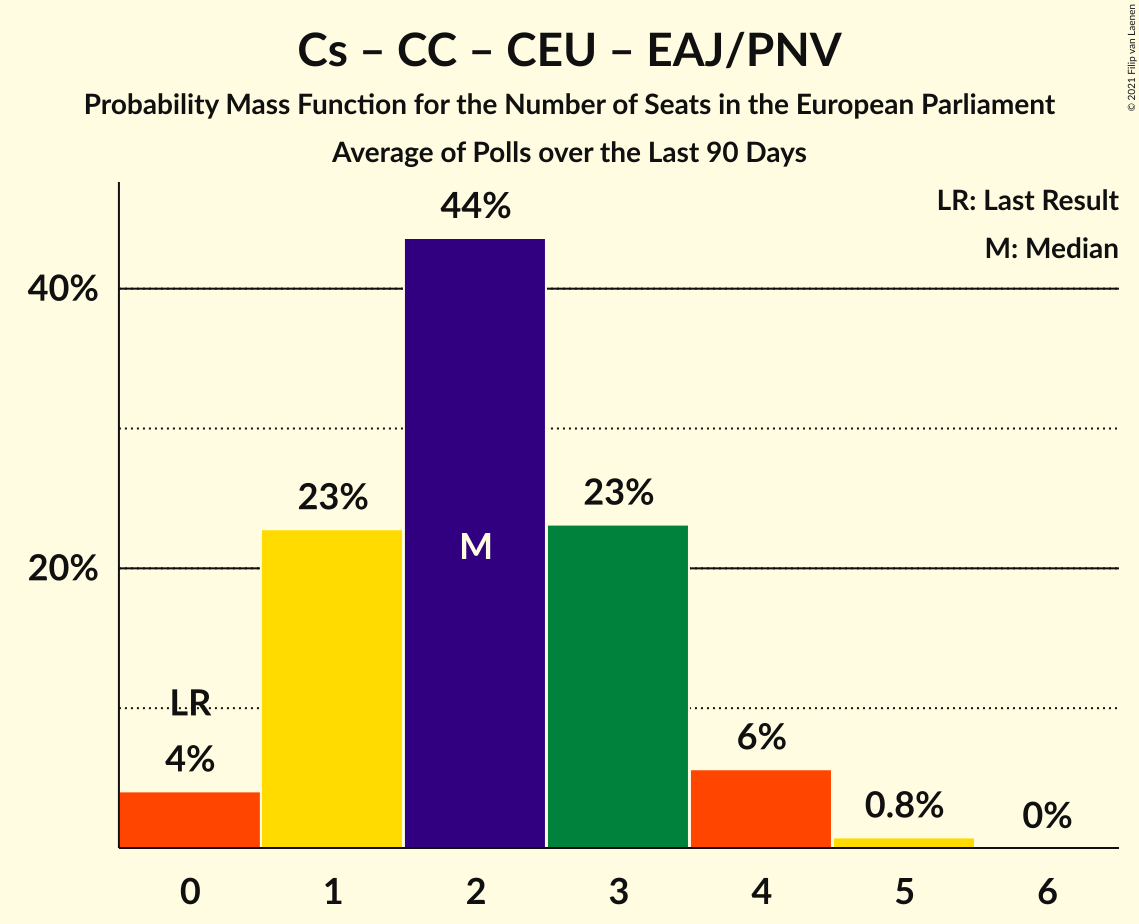 Cs – CC – CEU – EAJ/PNV
Probability Mass Function for the Number of Seats in the European Parliament
Average of Polls over the Last 90 Days
© 2021 Filip van Laenen
LR: Last Result
M: Median
44%
40%
23%
23%
M
20%
LR
4%
6%
0.8%
0%
0 1 2 3 4 5 6